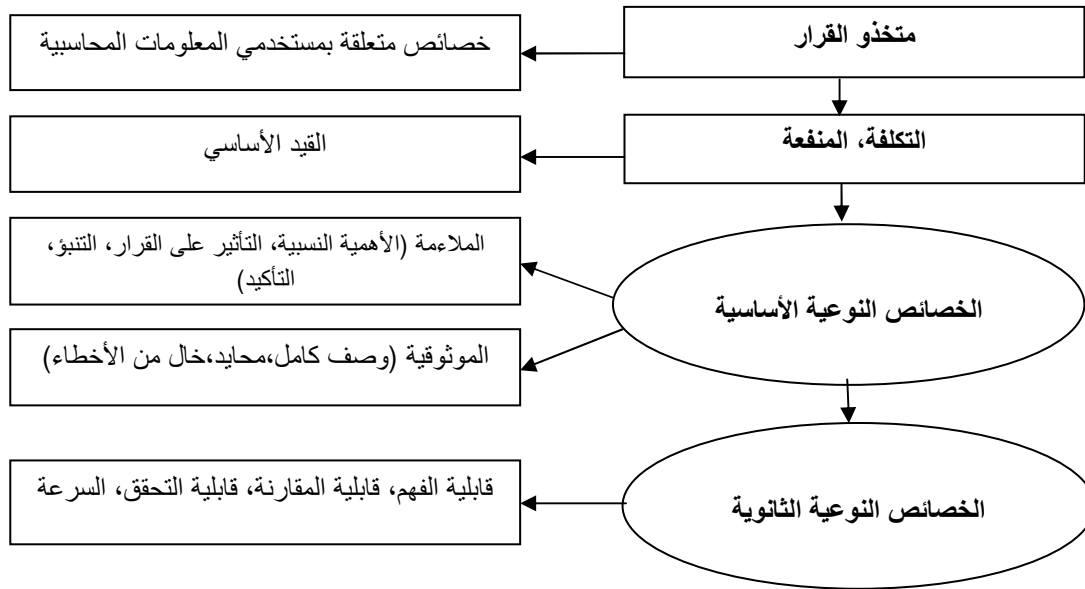 متخذو القرار
خصائص متعلقة بمستخدمي المعلومات المحاسبية
التكلفة، المنفعة
القيد الأساسي
الخصائص النوعية الأساسية
الملاءمة (الأهمية النسبية، التأثير على القرار، التنبؤ،
التأكيد)
الموثوقية (وصف كامل،محايد،خال من الأخطاء)
الخصائص النوعية الثانوية
قابلية الفهم، قابلية المقارنة، قابلية التحقق، السرعة